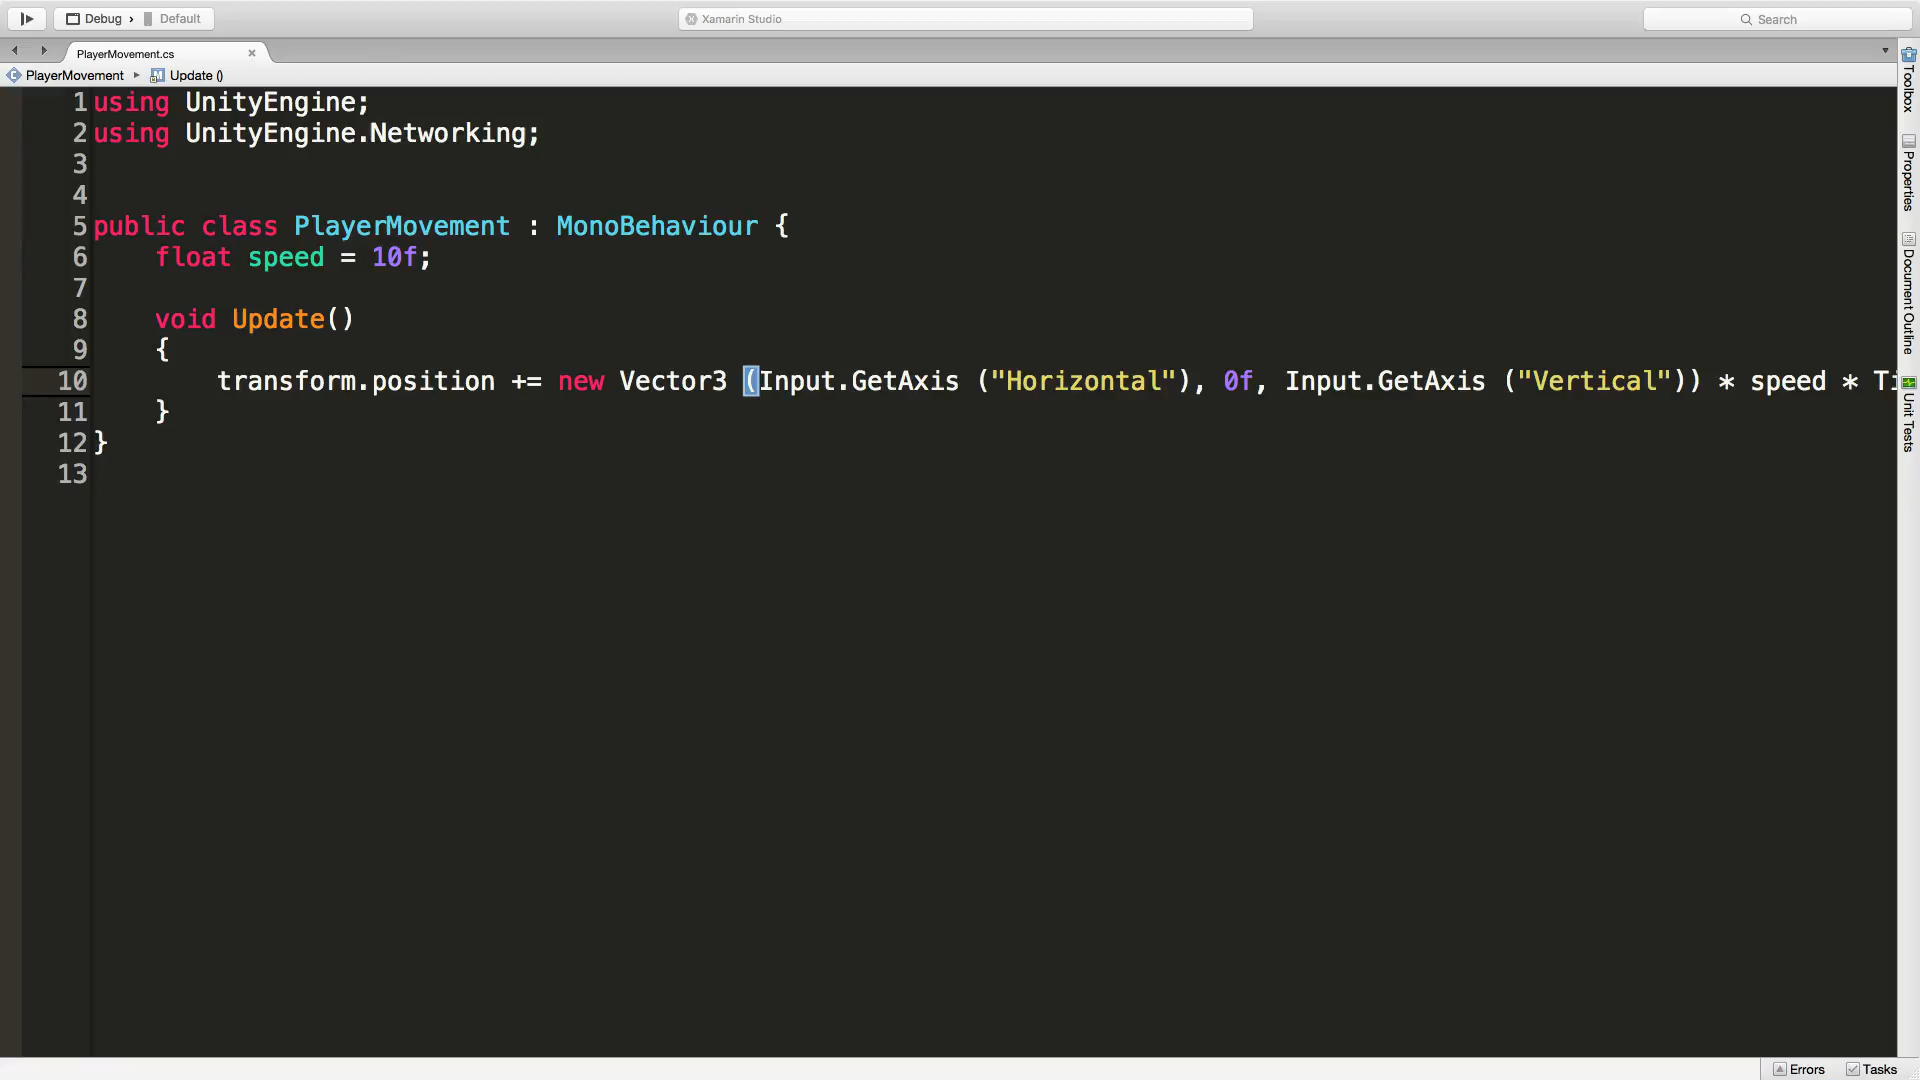 Debug › Default
Xamarin Studio
Search
PlayerMovement.cs
PlayerMovement ▸ Update ()
1 using UnityEngine;
2 using UnityEngine.Networking;
3
4
5 public class PlayerMovement : MonoBehaviour {
6 float speed = 10f;
7
8 void Update()
9 {
10 transform.position += new Vector3 (Input.GetAxis ("Horizontal"), 0f, Input.GetAxis ("Vertical")) * speed * Ti
11 }
12 }
13
Toolbox
Properties
Document Outline
Unit Tests
Errors Tasks